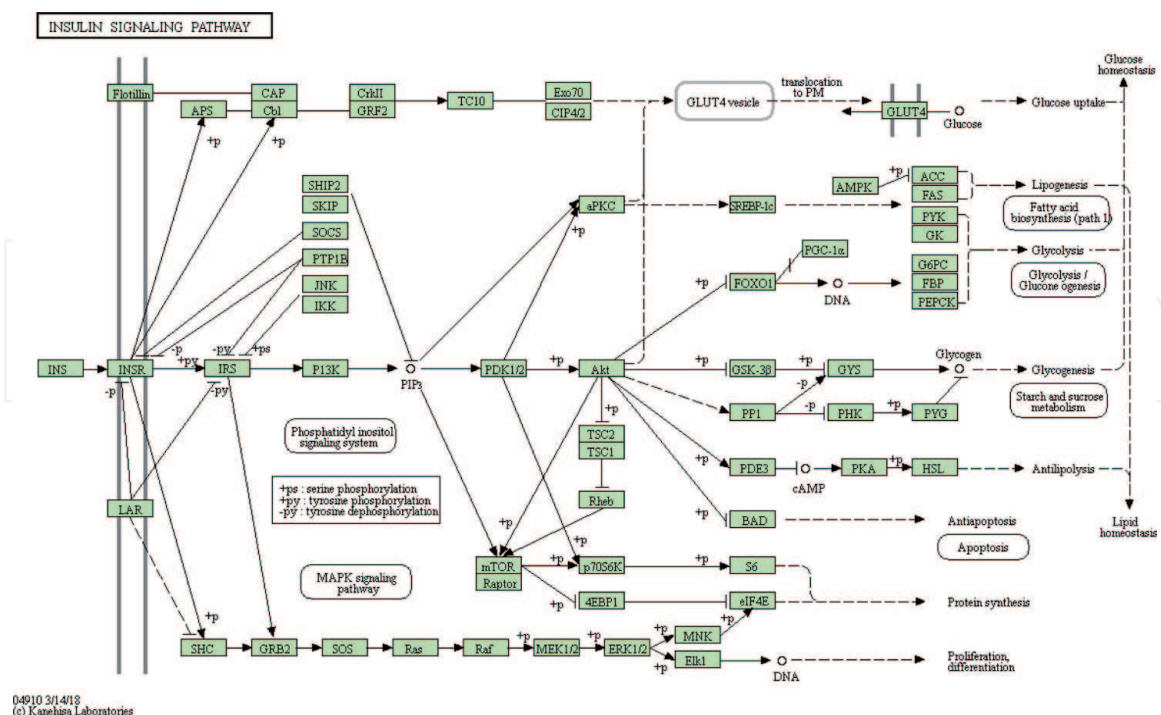 INSULIN SIGNALING PATHWAY
Glucose
homeostasis
Flotillin
CAP
CrkII
TC10
Exo70
GLUT4 vesicle
translocation
to PM
Glucose uptake
APS
Cbl
GRF2
CIP4/2
GLUT4
Glucose
+p
+p
SHIP2
SKIP
SOCS
PTP1B
JNK
IKK
aPKC
+p
SREBP-1c
AMPK
+p
ACC
FAS
Lipogenesis
Fatty acid
biosynthesis (path 1)
PYK
GK
Glycolysis
PGC-1α
+p
FOXO1
DNA
G6PC
FBP
PEPCK
Glycolysis /
Glucone ogenesis
INS
INSR
-p
+py
-py
+ps
IRS
P13K
PIP3
PDK1/2
+p
Akt
+p
GSK-3β
+p
GYS
Glycogen
Glycogenesis
-p
-py
-p
PP1
-p
PHK
+p
PYG
Starch and sucrose
metabolism
Phosphatidyl inositol
signaling system
+p
TSC2
TSC1
+p
PDE3
cAMP
PKA
+p
HSL
Antilipolysis
+ps : serine phosphorylation
+py : tyrosine phosphorylation
-py : tyrosine dephosphorylation
LAR
Rheb
+p
+p
+p
BAD
Antiapoptosis
Apoptosis
Lipid
homeostasis
mTOR
Raptor
+p
p70S6K
+p
S6
MAPK signaling
pathway
+p
4EBP1
eIF4E
Protein synthesis
+p
SHC
GRB2
SOS
Ras
Raf
+p
MEK1/2
+p
ERK1/2
+p
MNK
+p
+p
Elk1
DNA
Proliferation,
differentiation
04910 3/14/18
(c) Kanehisa Laboratories